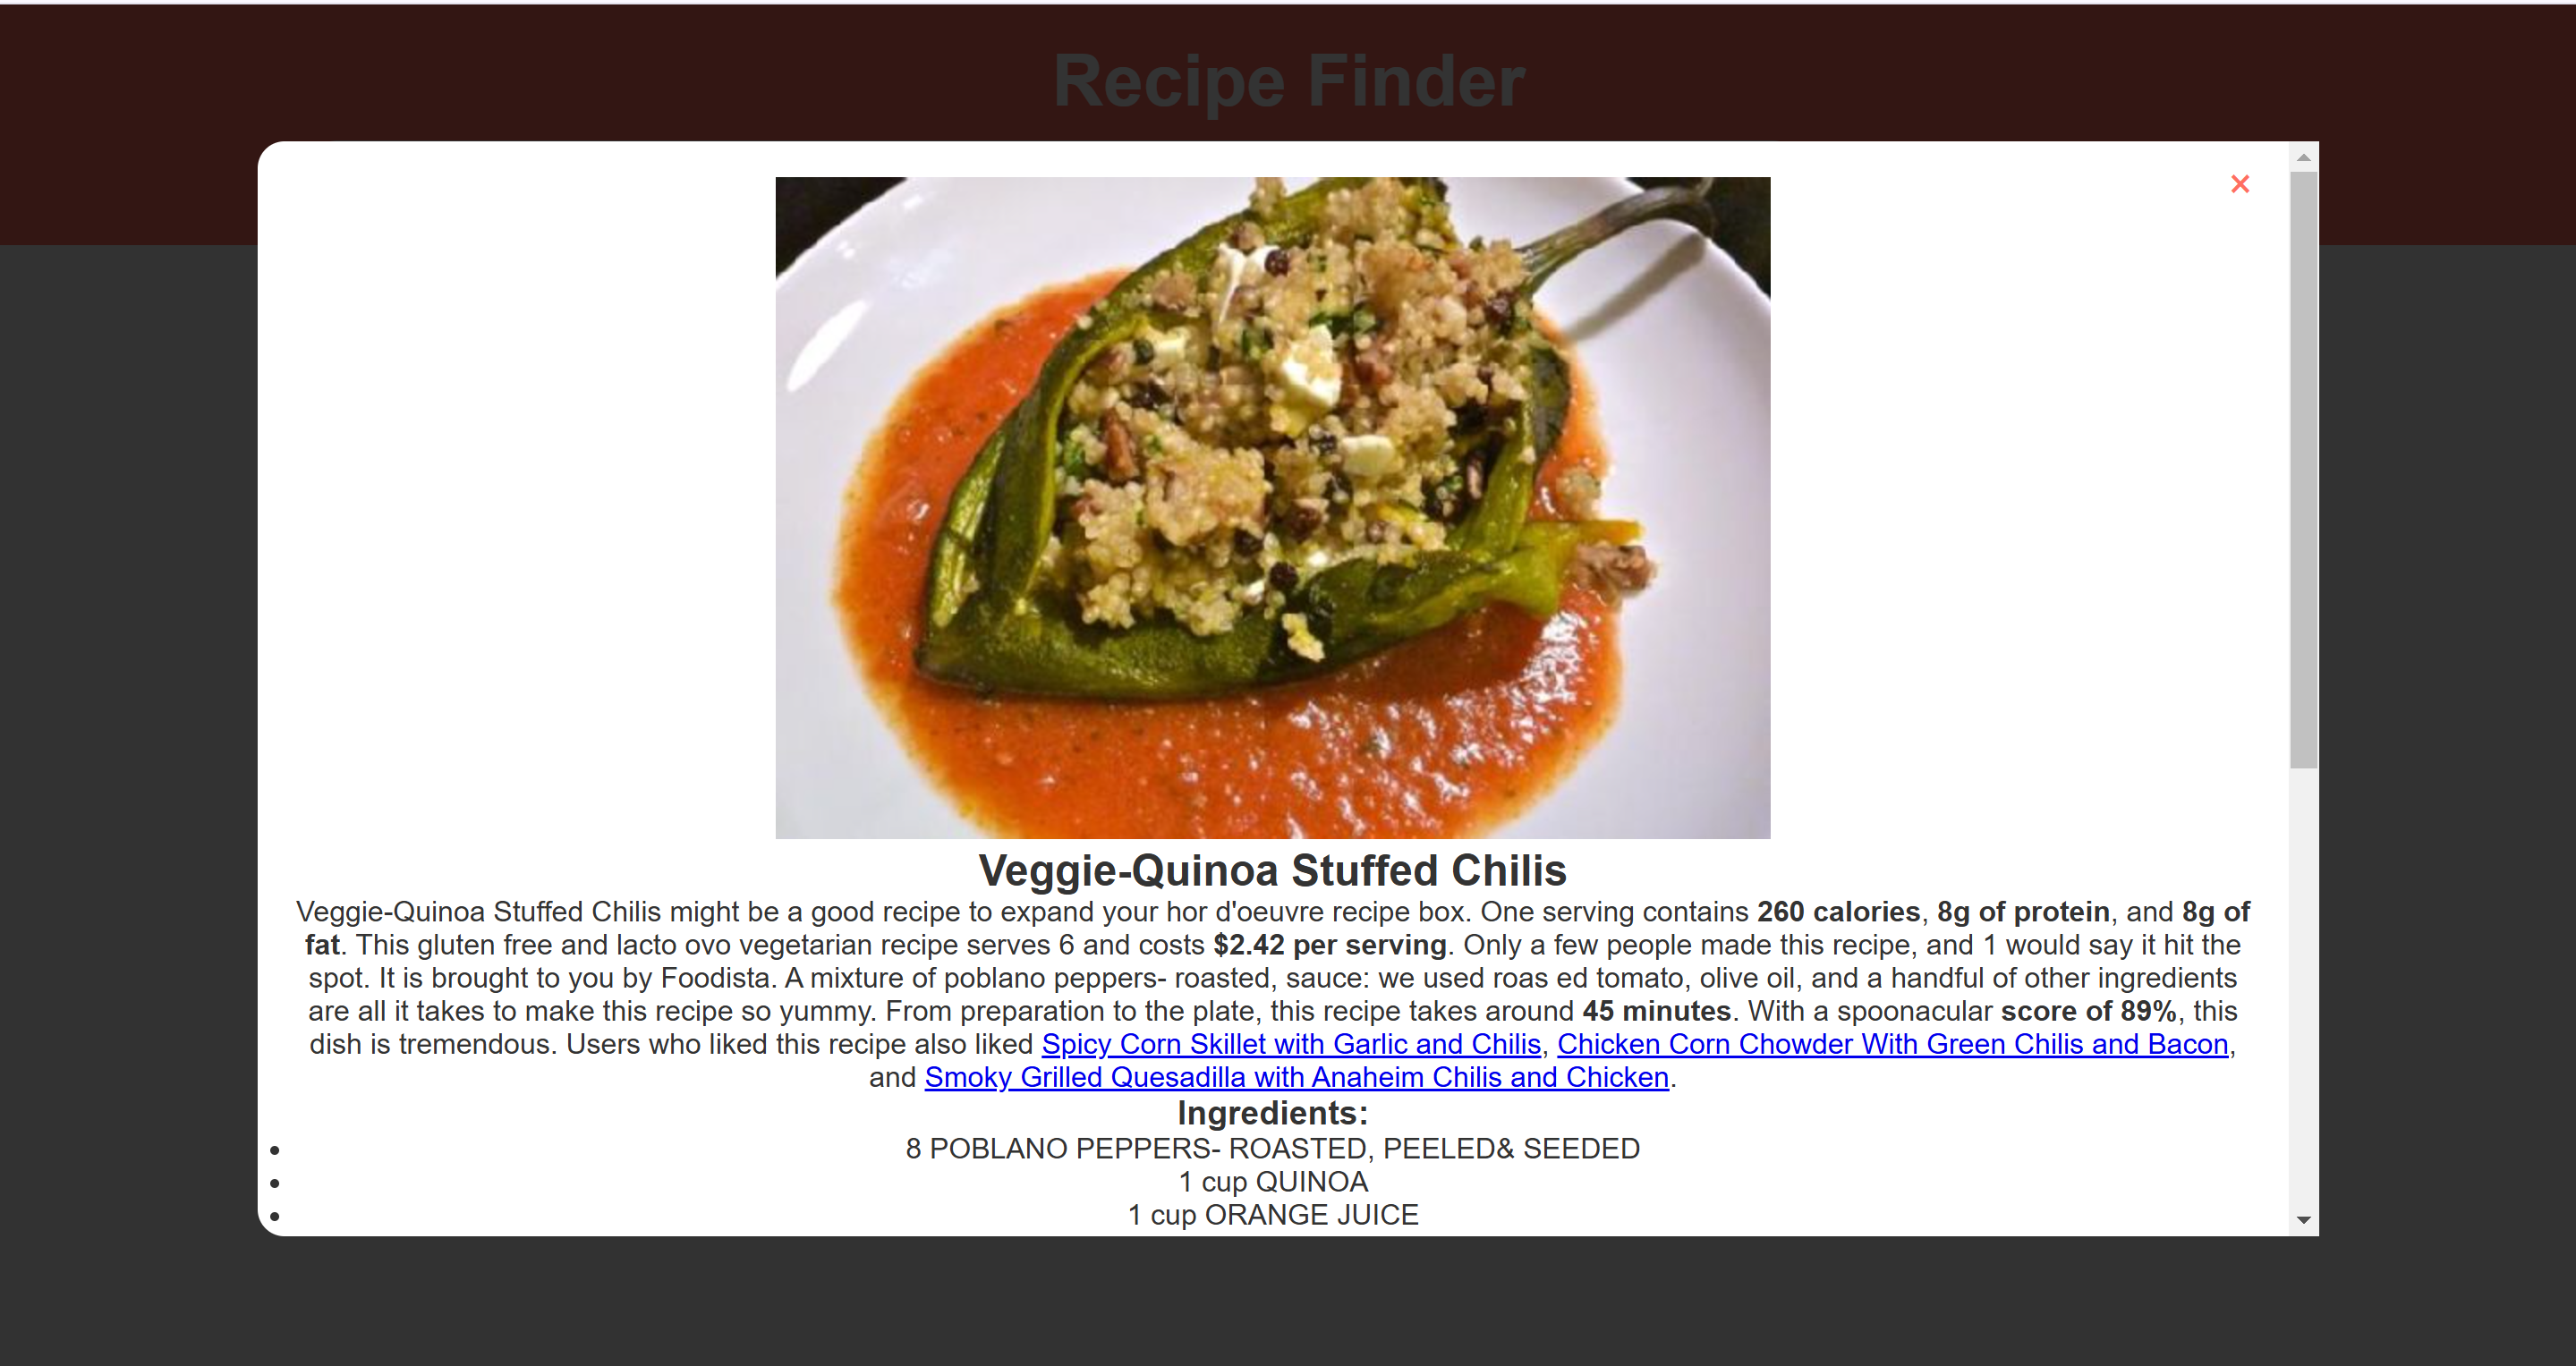 Recipe Finder
×
Veggie-Quinoa Stuffed Chilis
Veggie-Quinoa Stuffed Chilis might be a good recipe to expand your hor d'oeuvre recipe box. One serving contains 260 calories, 8g of protein, and 8g of
fat. This gluten free and lacto ovo vegetarian recipe serves 6 and costs $2.42 per serving. Only a few people made this recipe, and 1 would say it hit the
spot. It is brought to you by Foodista. A mixture of poblano peppers- roasted, sauce: we used roas ed tomato, olive oil, and a handful of other ingredients
are all it takes to make this recipe so yummy. From preparation to the plate, this recipe takes around 45 minutes. With a spoonacular score of 89%, this
dish is tremendous. Users who liked this recipe also liked Spicy Corn Skillet with Garlic and Chilis, Chicken Corn Chowder With Green Chilis and Bacon,
and Smoky Grilled Quesadilla with Anaheim Chilis and Chicken.
Ingredients:
• 8 POBLANO PEPPERS- ROASTED, PEELED& SEEDED
• 1 cup QUINOA
• 1 cup ORANGE JUICE